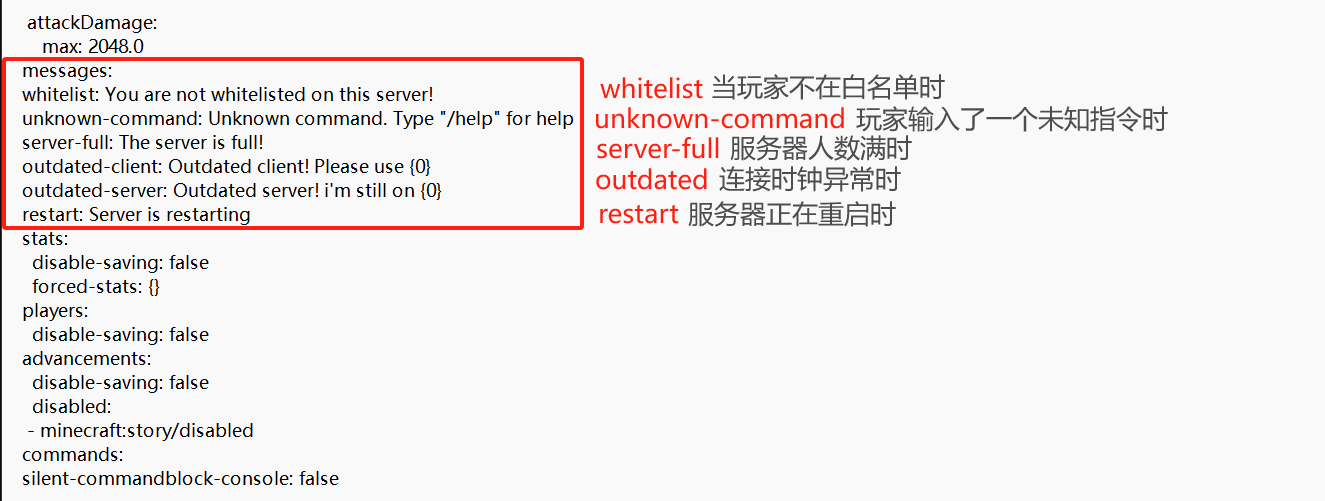 attackDamage:
max: 2048.0
messages:
whitelist: You are not whitelisted on this server!
unknown-command: Unknown command. Type "/help" for help
server-full: The server is full!
outdated-client: Outdated client! Please use {0}
outdated-server: Outdated server! i'm still on {0}
restart: Server is restarting
whitelist 当玩家不在白名单时
unknown-command 玩家输入了一个未知指令时
server-full 服务器人数满时
outdated 连接时钟异常时
restart 服务器正在重启时
stats:
disable-saving: false
forced-stats: {}
players:
disable-saving: false
advancements:
disable-saving: false
disabled:
- minecraft:story/disabled
commands:
silent-commandblock-console: false